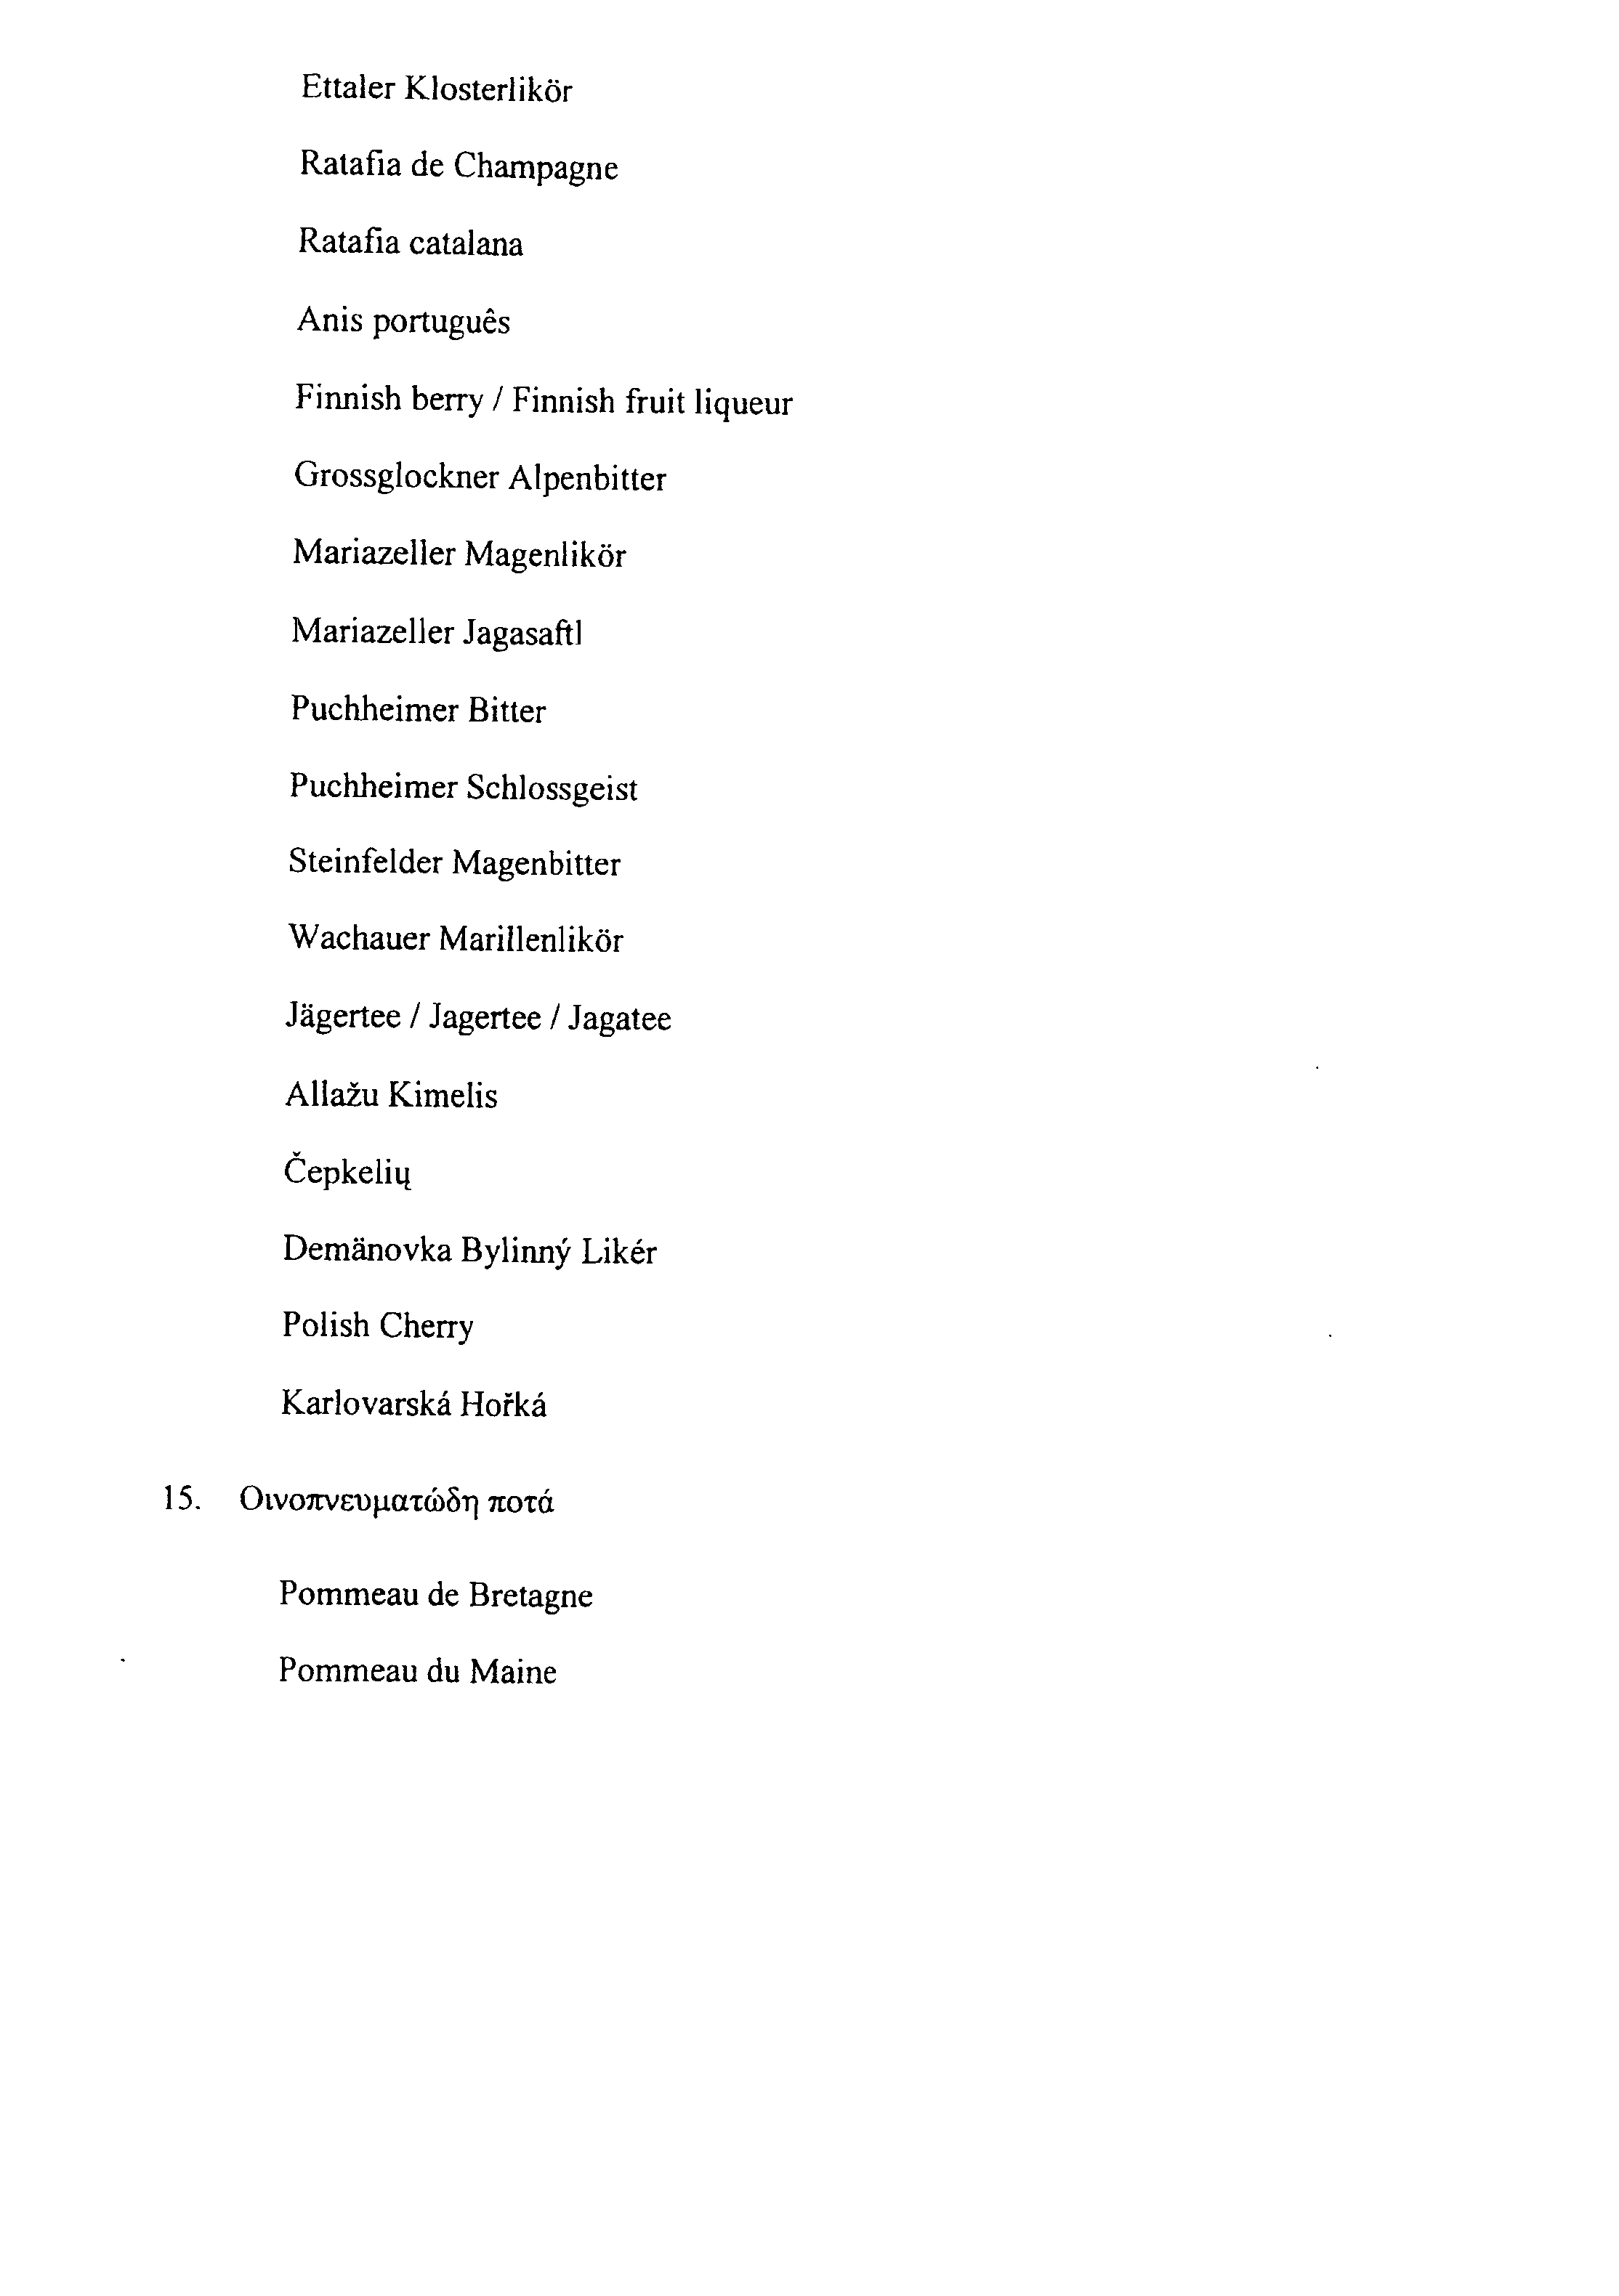 Ettaler Klosterlikör
Ratafia de Champagne
Ratafia catalana
Anis português
Finnish berry / Finnish fruit liqueur
Grossglockner Alpenbitter
Mariazeller Magenlikör
Mariazeller Jagasaftl
Puchheimer Bitter
Puchheimer Schlossgeist
Steinfelder Magenbitter
Wachauer Marillenlikör
Jägertee / Jagertee / Jagatee
Allažu Kimelis
Čepkelių
Demänovka Bylinný Likér
Polish Cherry
Karlovarská Hořká
15. Οινοπνευματώδη ποτά
Pommeau de Bretagne
Pommeau du Maine